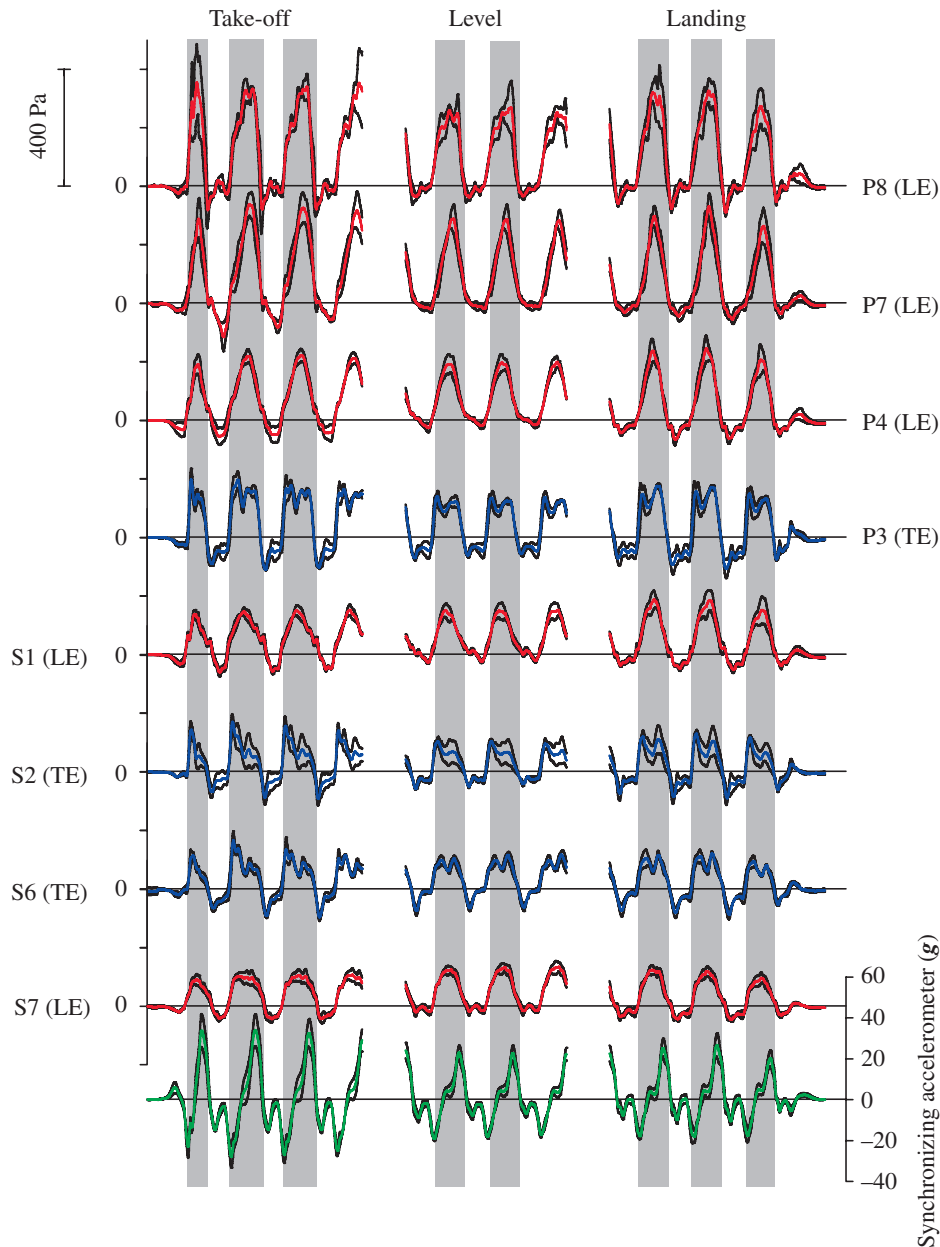 Take-off Level Landing
400 Pa
0 P8 (LE)
0 P7 (LE)
0 P4 (LE)
0 P3 (TE)
S1 (LE) 0
S2 (TE) 0
S6 (TE) 0
S7 (LE) 0
60
40
20
0
–20
–40
Synchronizing accelerometer (g)